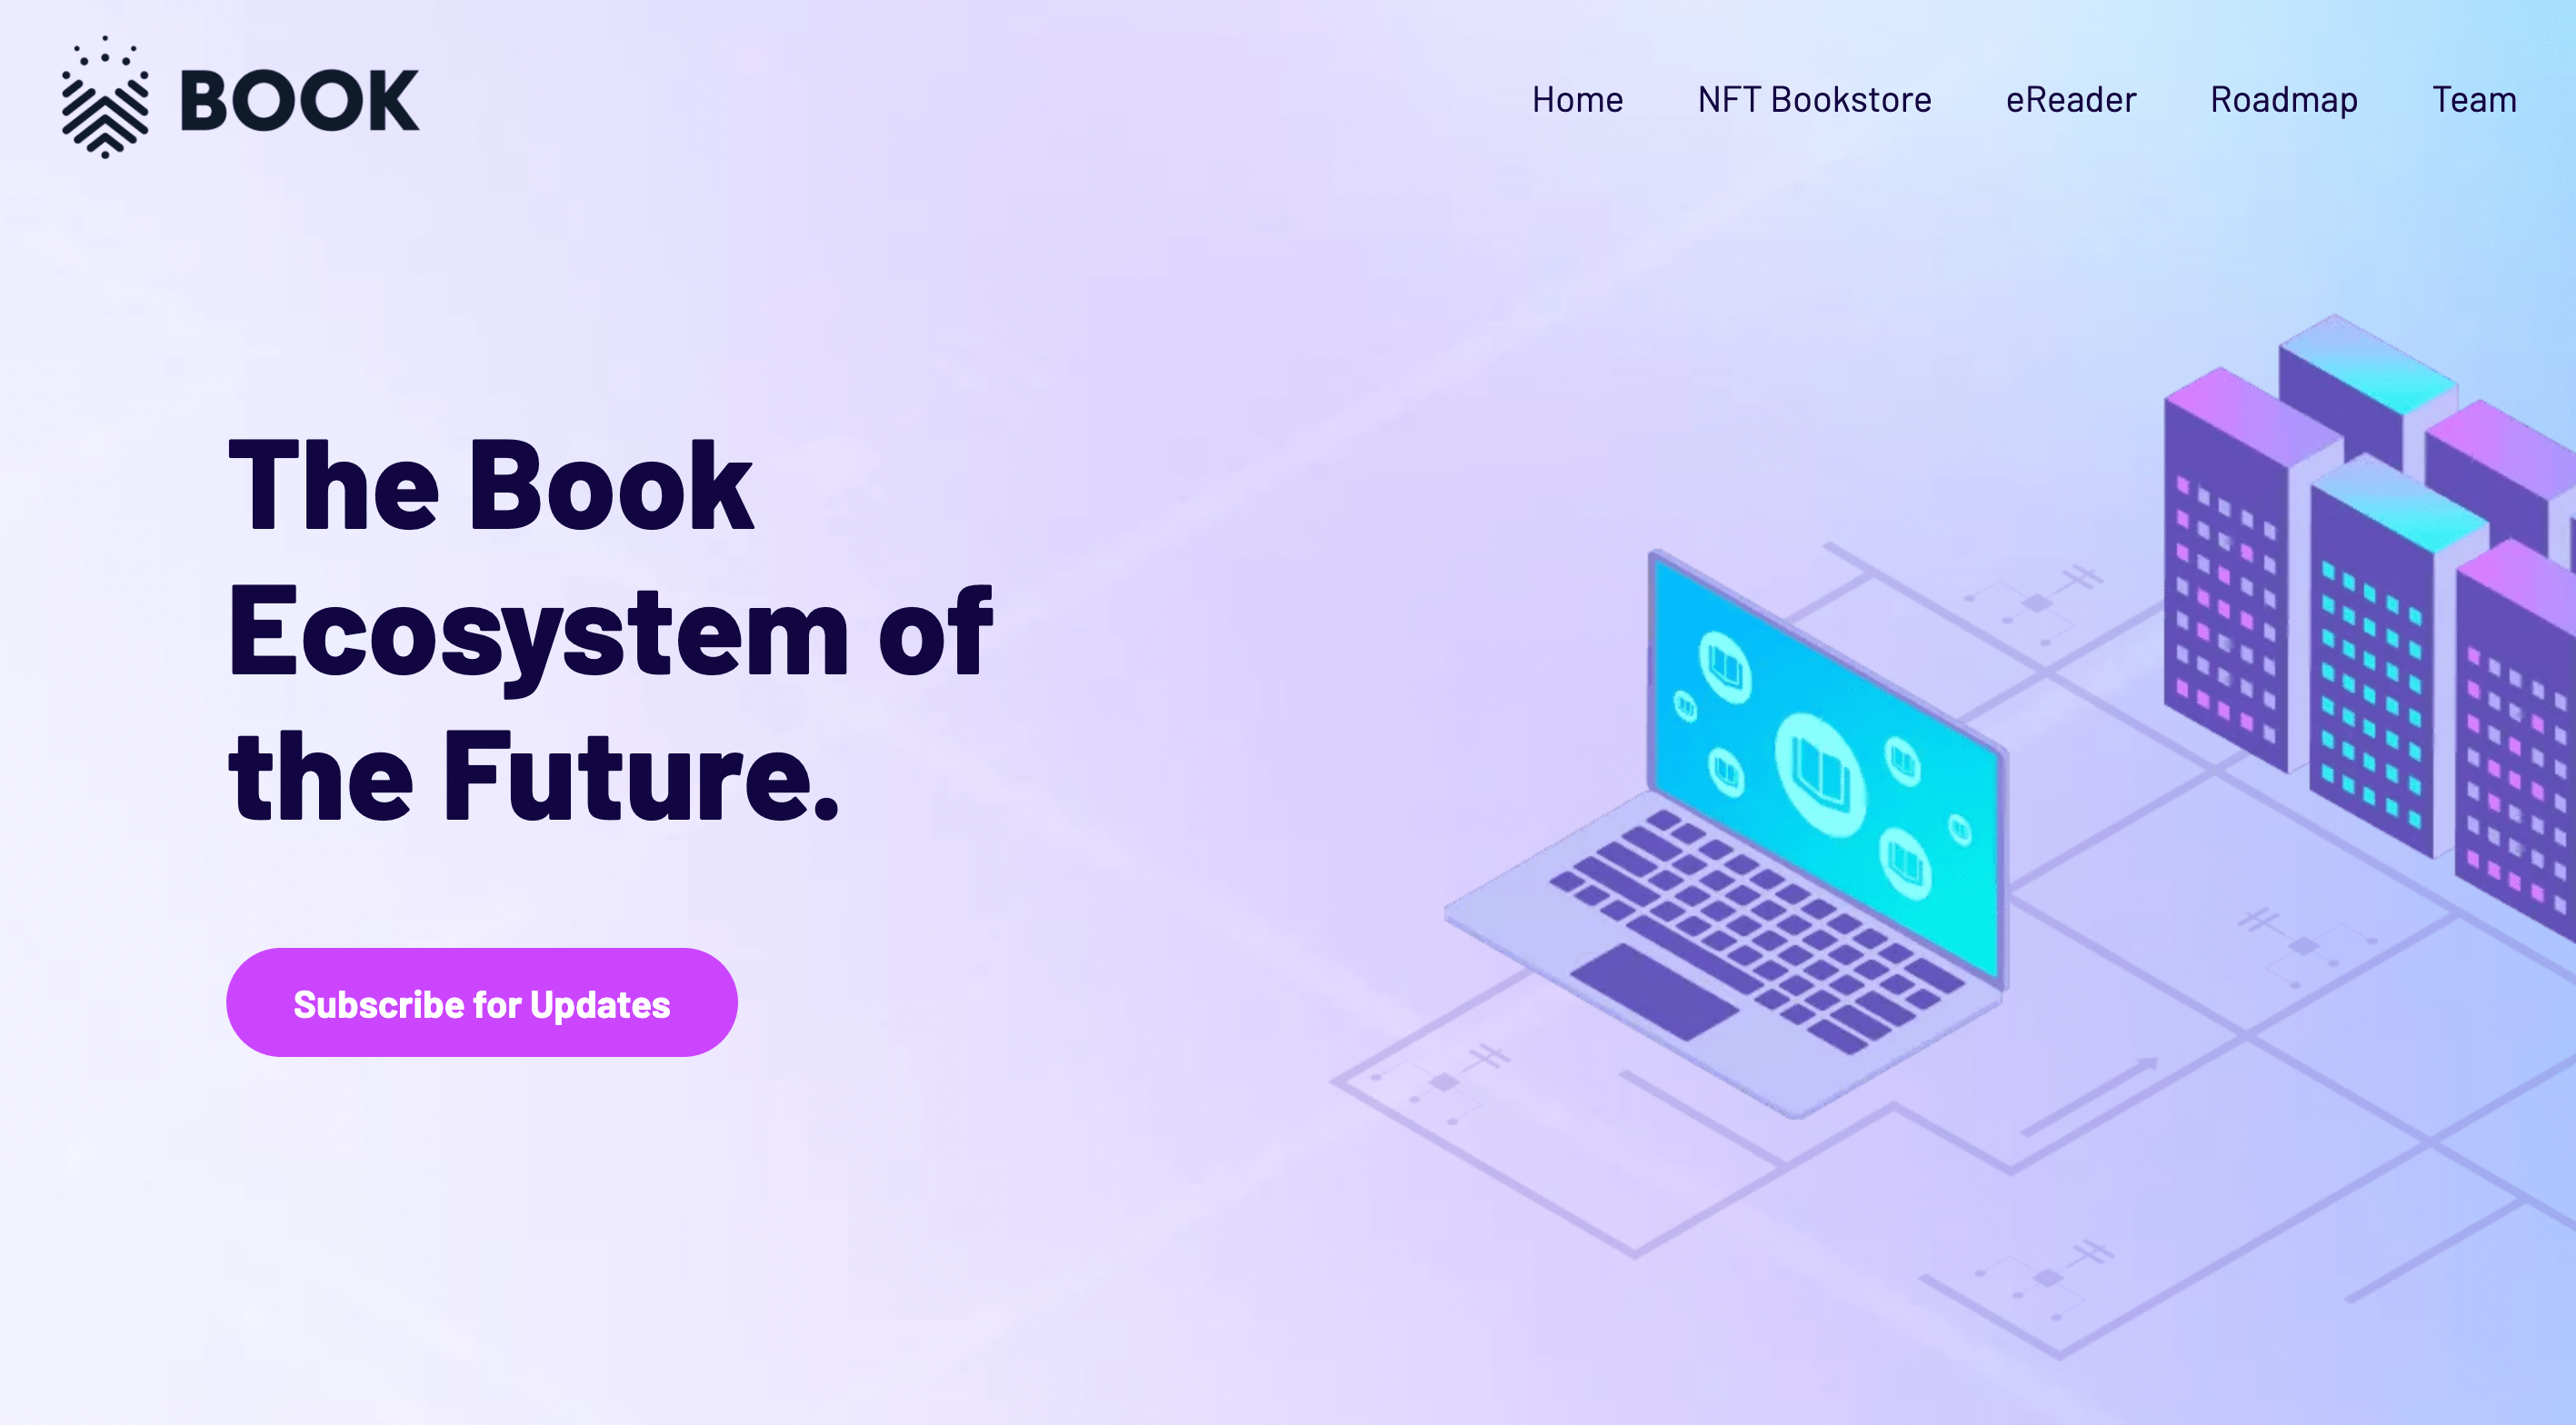 BOOK
Home NFT Bookstore eReader Roadmap Team
The Book
Ecosystem of
the Future.
Subscribe for Updates